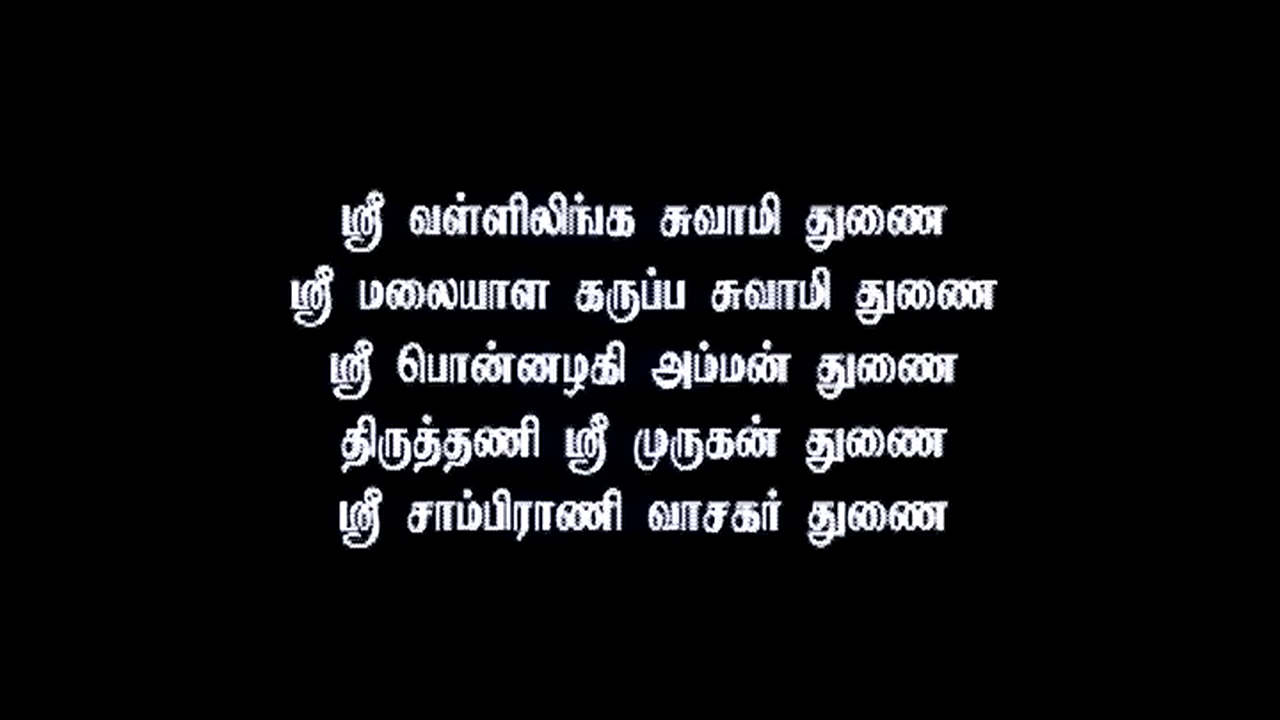 ஸ்ரீ வள்ளிலிங்க சுவாமி துணை
ஸ்ரீ மலையாள கருப்ப சுவாமி துணை
ஸ்ரீ பொன்னழகி அம்மன் துணை
திருத்தணி ஸ்ரீ முருகன் துணை
ஸ்ரீ சாம்பிராணி வாசகர் துணை